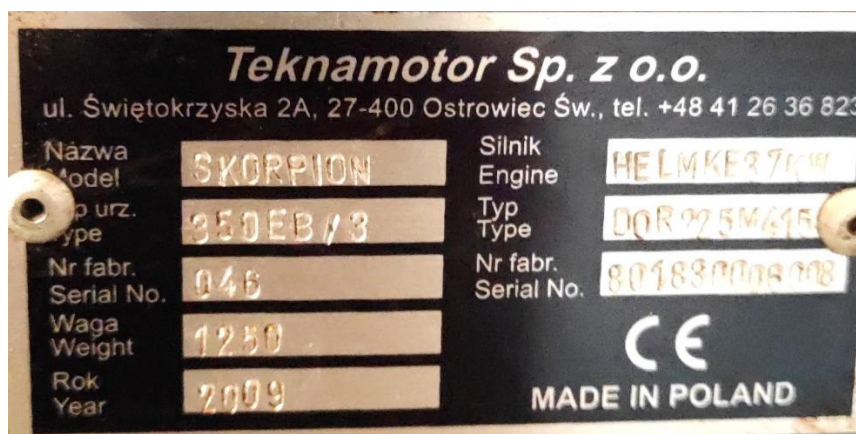 Teknamotor Sp. z o.o.
ul. Świętokrzyska 2A, 27-400 Ostrowiec Św., tel. +48 41 26 36 823
Nazwa
Model
SKORPION
Silnik
Engine
HELMKE37KW
urz.
350EB/3
Typ
Type
Nr fabr.
Serial No.
046
Nr fabr.
Serial No.
Waga
Weight
1250
Rok
Year
2009
CE
MADE IN POLAND